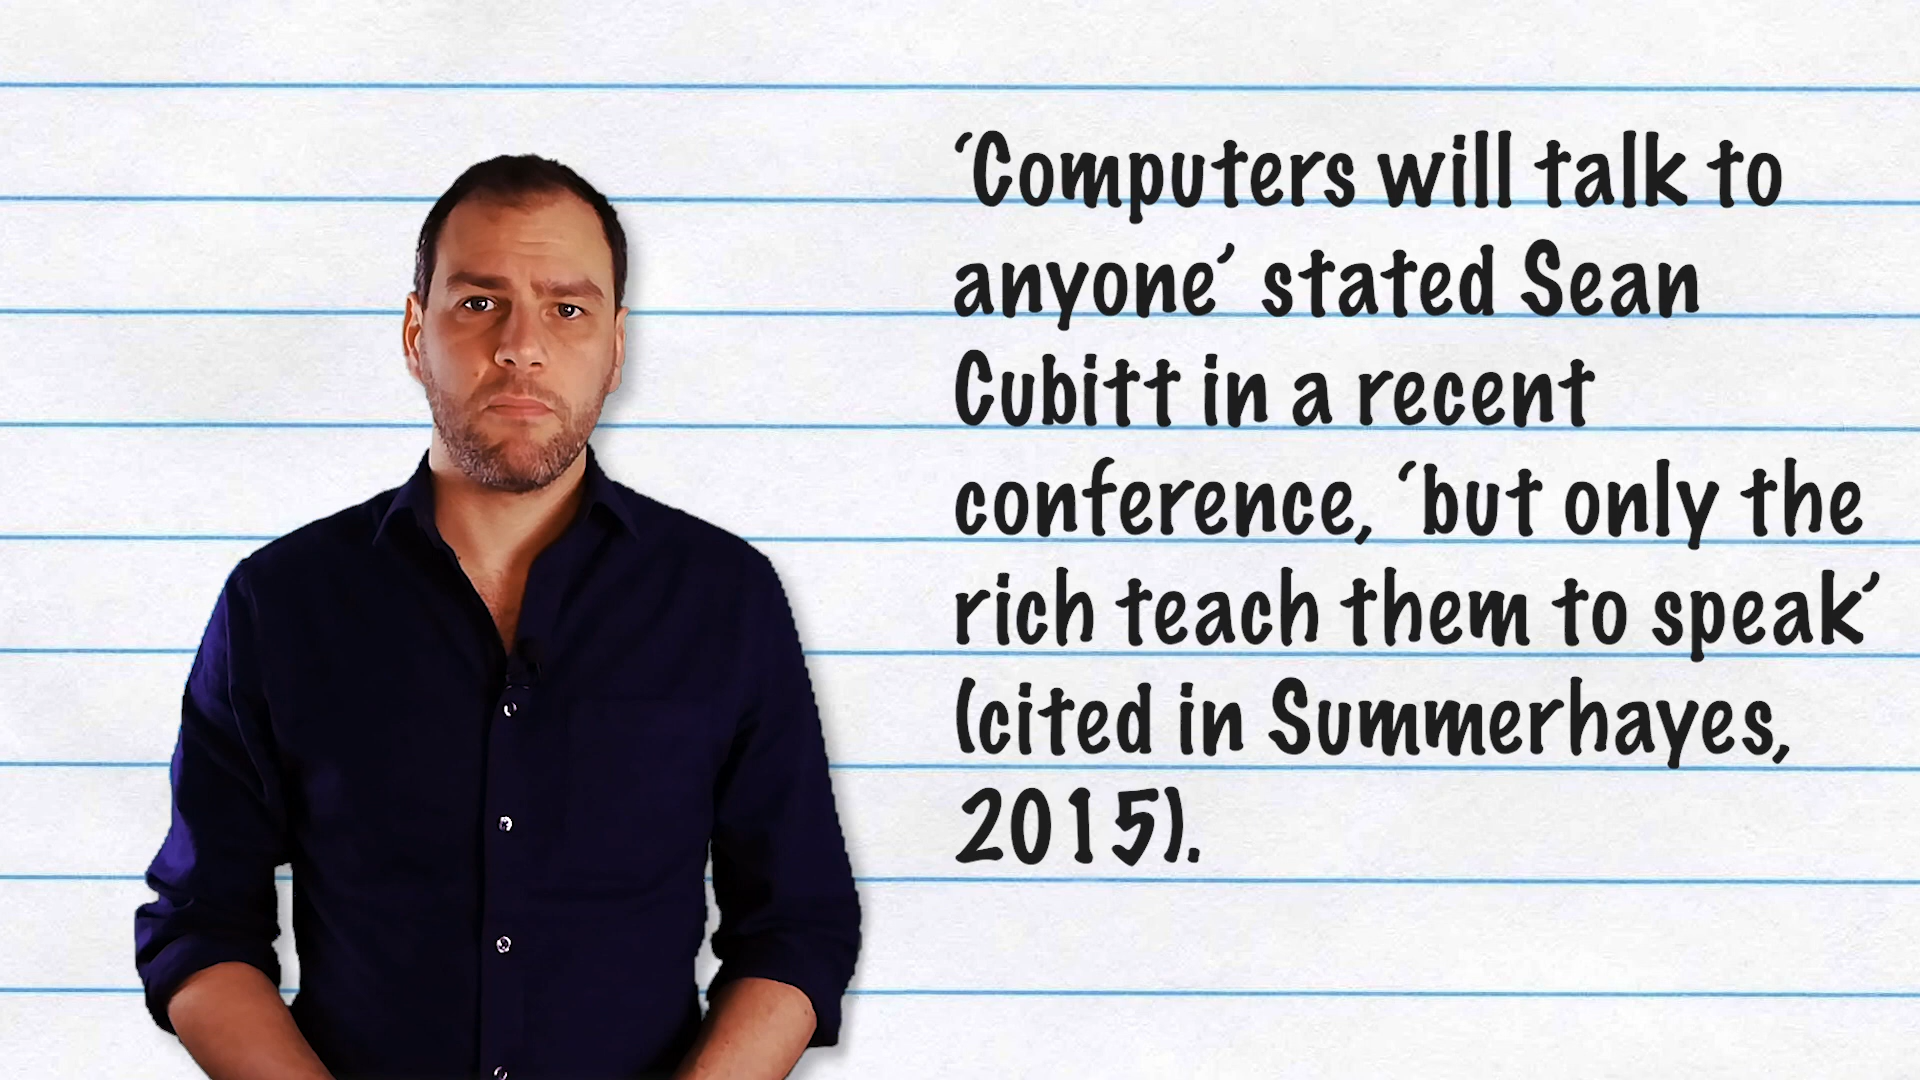 ‘Computers will talk to
anyone’ stated Sean
Cubitt in a recent
conference, ‘but only the
rich teach them to speak’
(cited in Summerhayes,
2015).